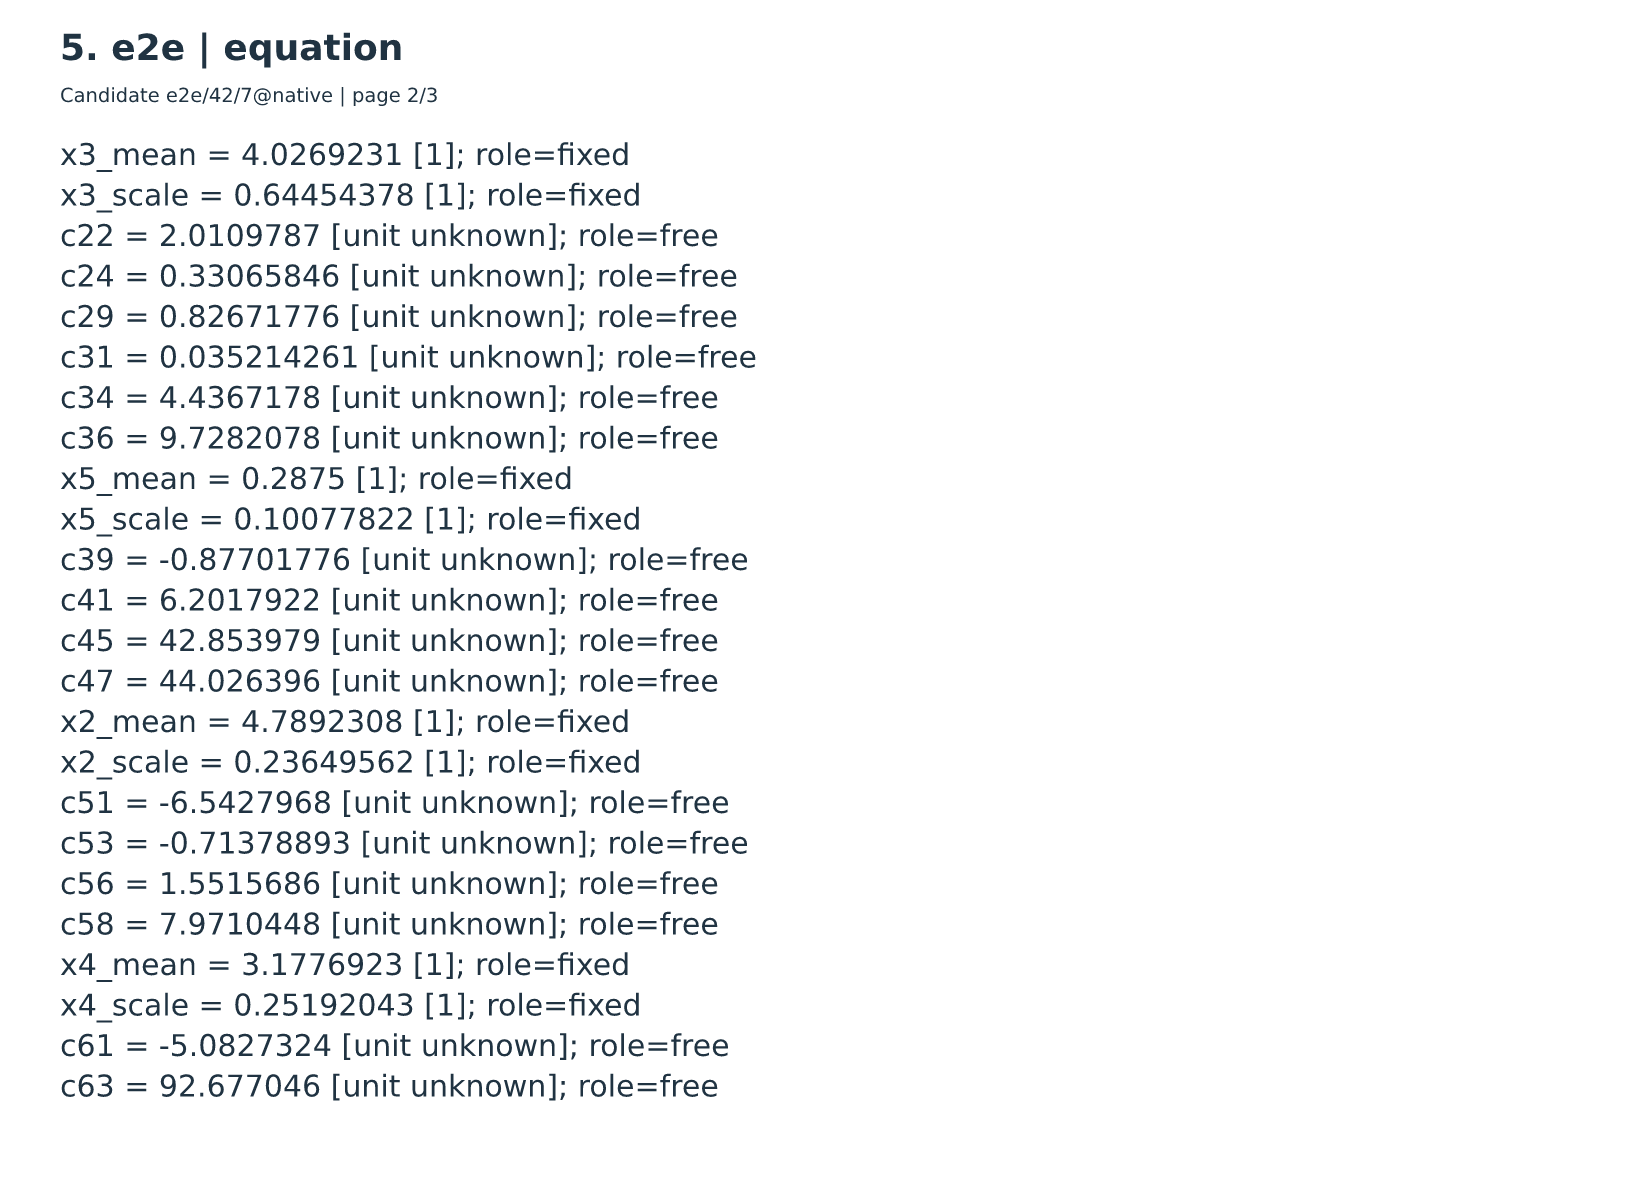 5. e2e | equation
Candidate e2e/42/7@native | page 2/3
x3_mean = 4.0269231 [1]; role=fixed
x3_scale = 0.64454378 [1]; role=fixed
c22 = 2.0109787 [unit unknown]; role=free
c24 = 0.33065846 [unit unknown]; role=free
c29 = 0.82671776 [unit unknown]; role=free
c31 = 0.035214261 [unit unknown]; role=free
c34 = 4.4367178 [unit unknown]; role=free
c36 = 9.7282078 [unit unknown]; role=free
x5_mean = 0.2875 [1]; role=fixed
x5_scale = 0.10077822 [1]; role=fixed
c39 = -0.87701776 [unit unknown]; role=free
c41 = 6.2017922 [unit unknown]; role=free
c45 = 42.853979 [unit unknown]; role=free
c47 = 44.026396 [unit unknown]; role=free
x2_mean = 4.7892308 [1]; role=fixed
x2_scale = 0.23649562 [1]; role=fixed
c51 = -6.5427968 [unit unknown]; role=free
c53 = -0.71378893 [unit unknown]; role=free
c56 = 1.5515686 [unit unknown]; role=free
c58 = 7.9710448 [unit unknown]; role=free
x4_mean = 3.1776923 [1]; role=fixed
x4_scale = 0.25192043 [1]; role=fixed
c61 = -5.0827324 [unit unknown]; role=free
c63 = 92.677046 [unit unknown]; role=free